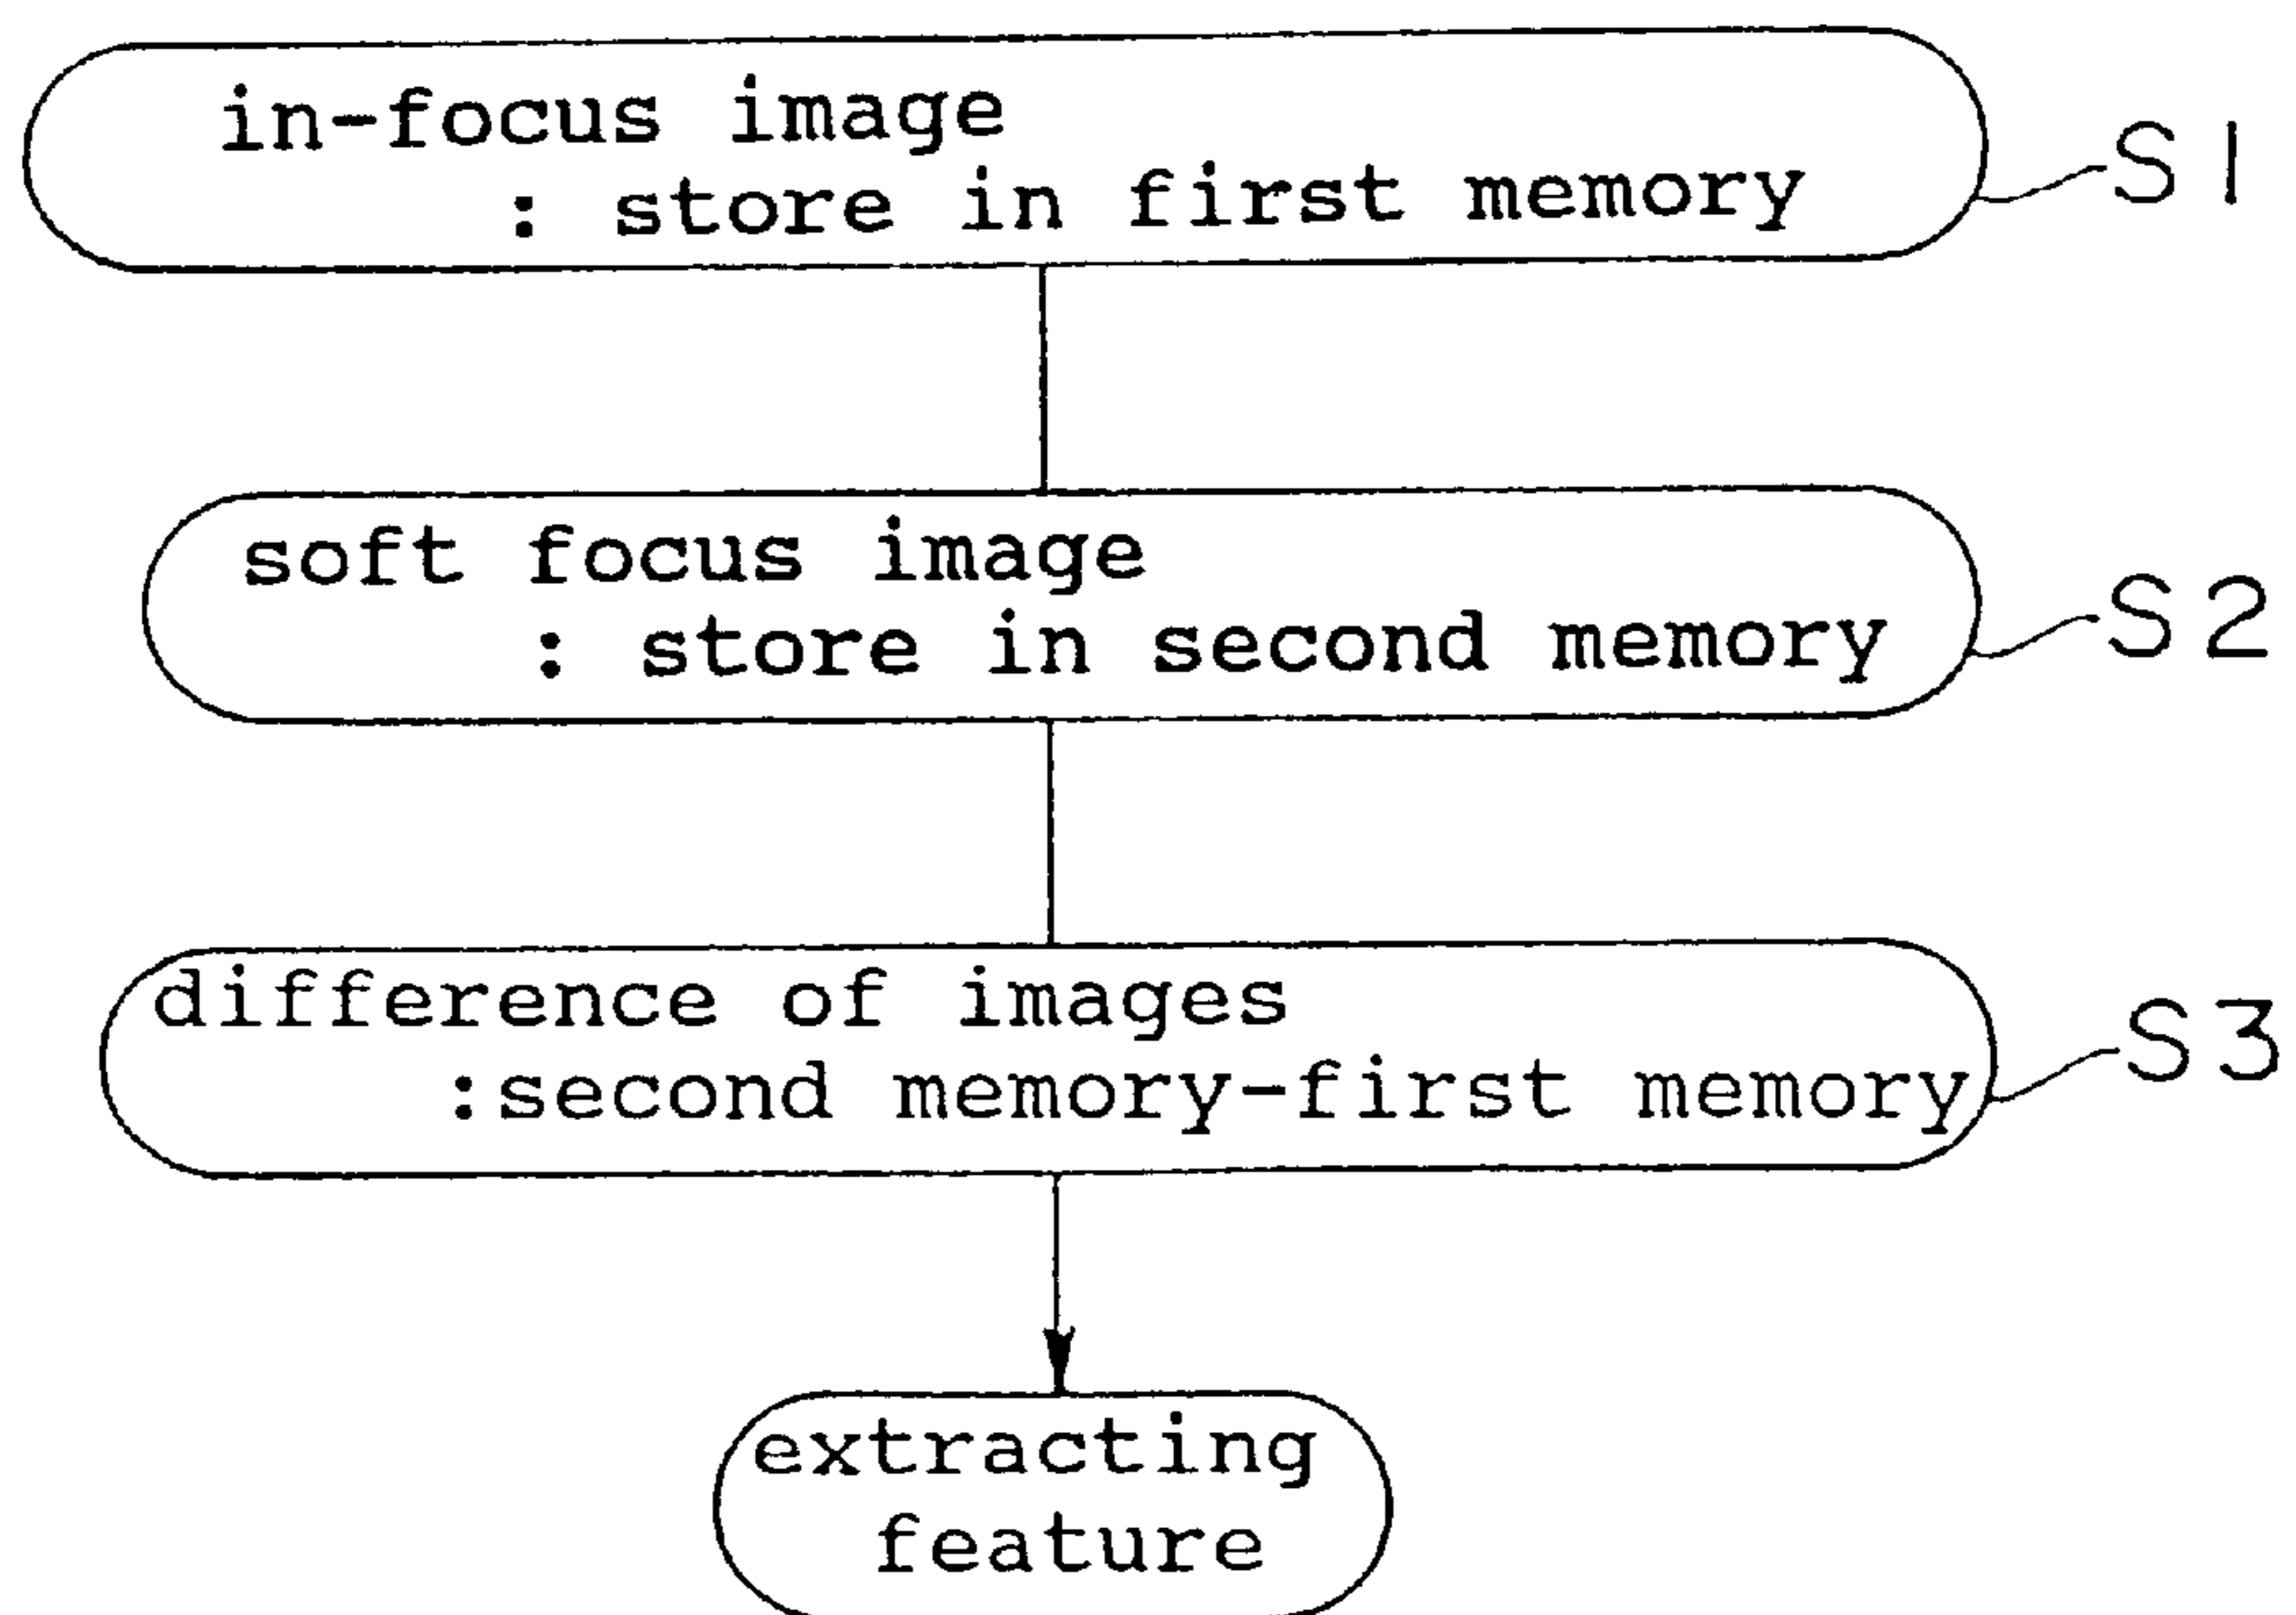 in-focus image
: store in first memory
S1
soft focus image
: store in second memory
S2
difference of images
:second memory-first memory
S3
extracting
feature